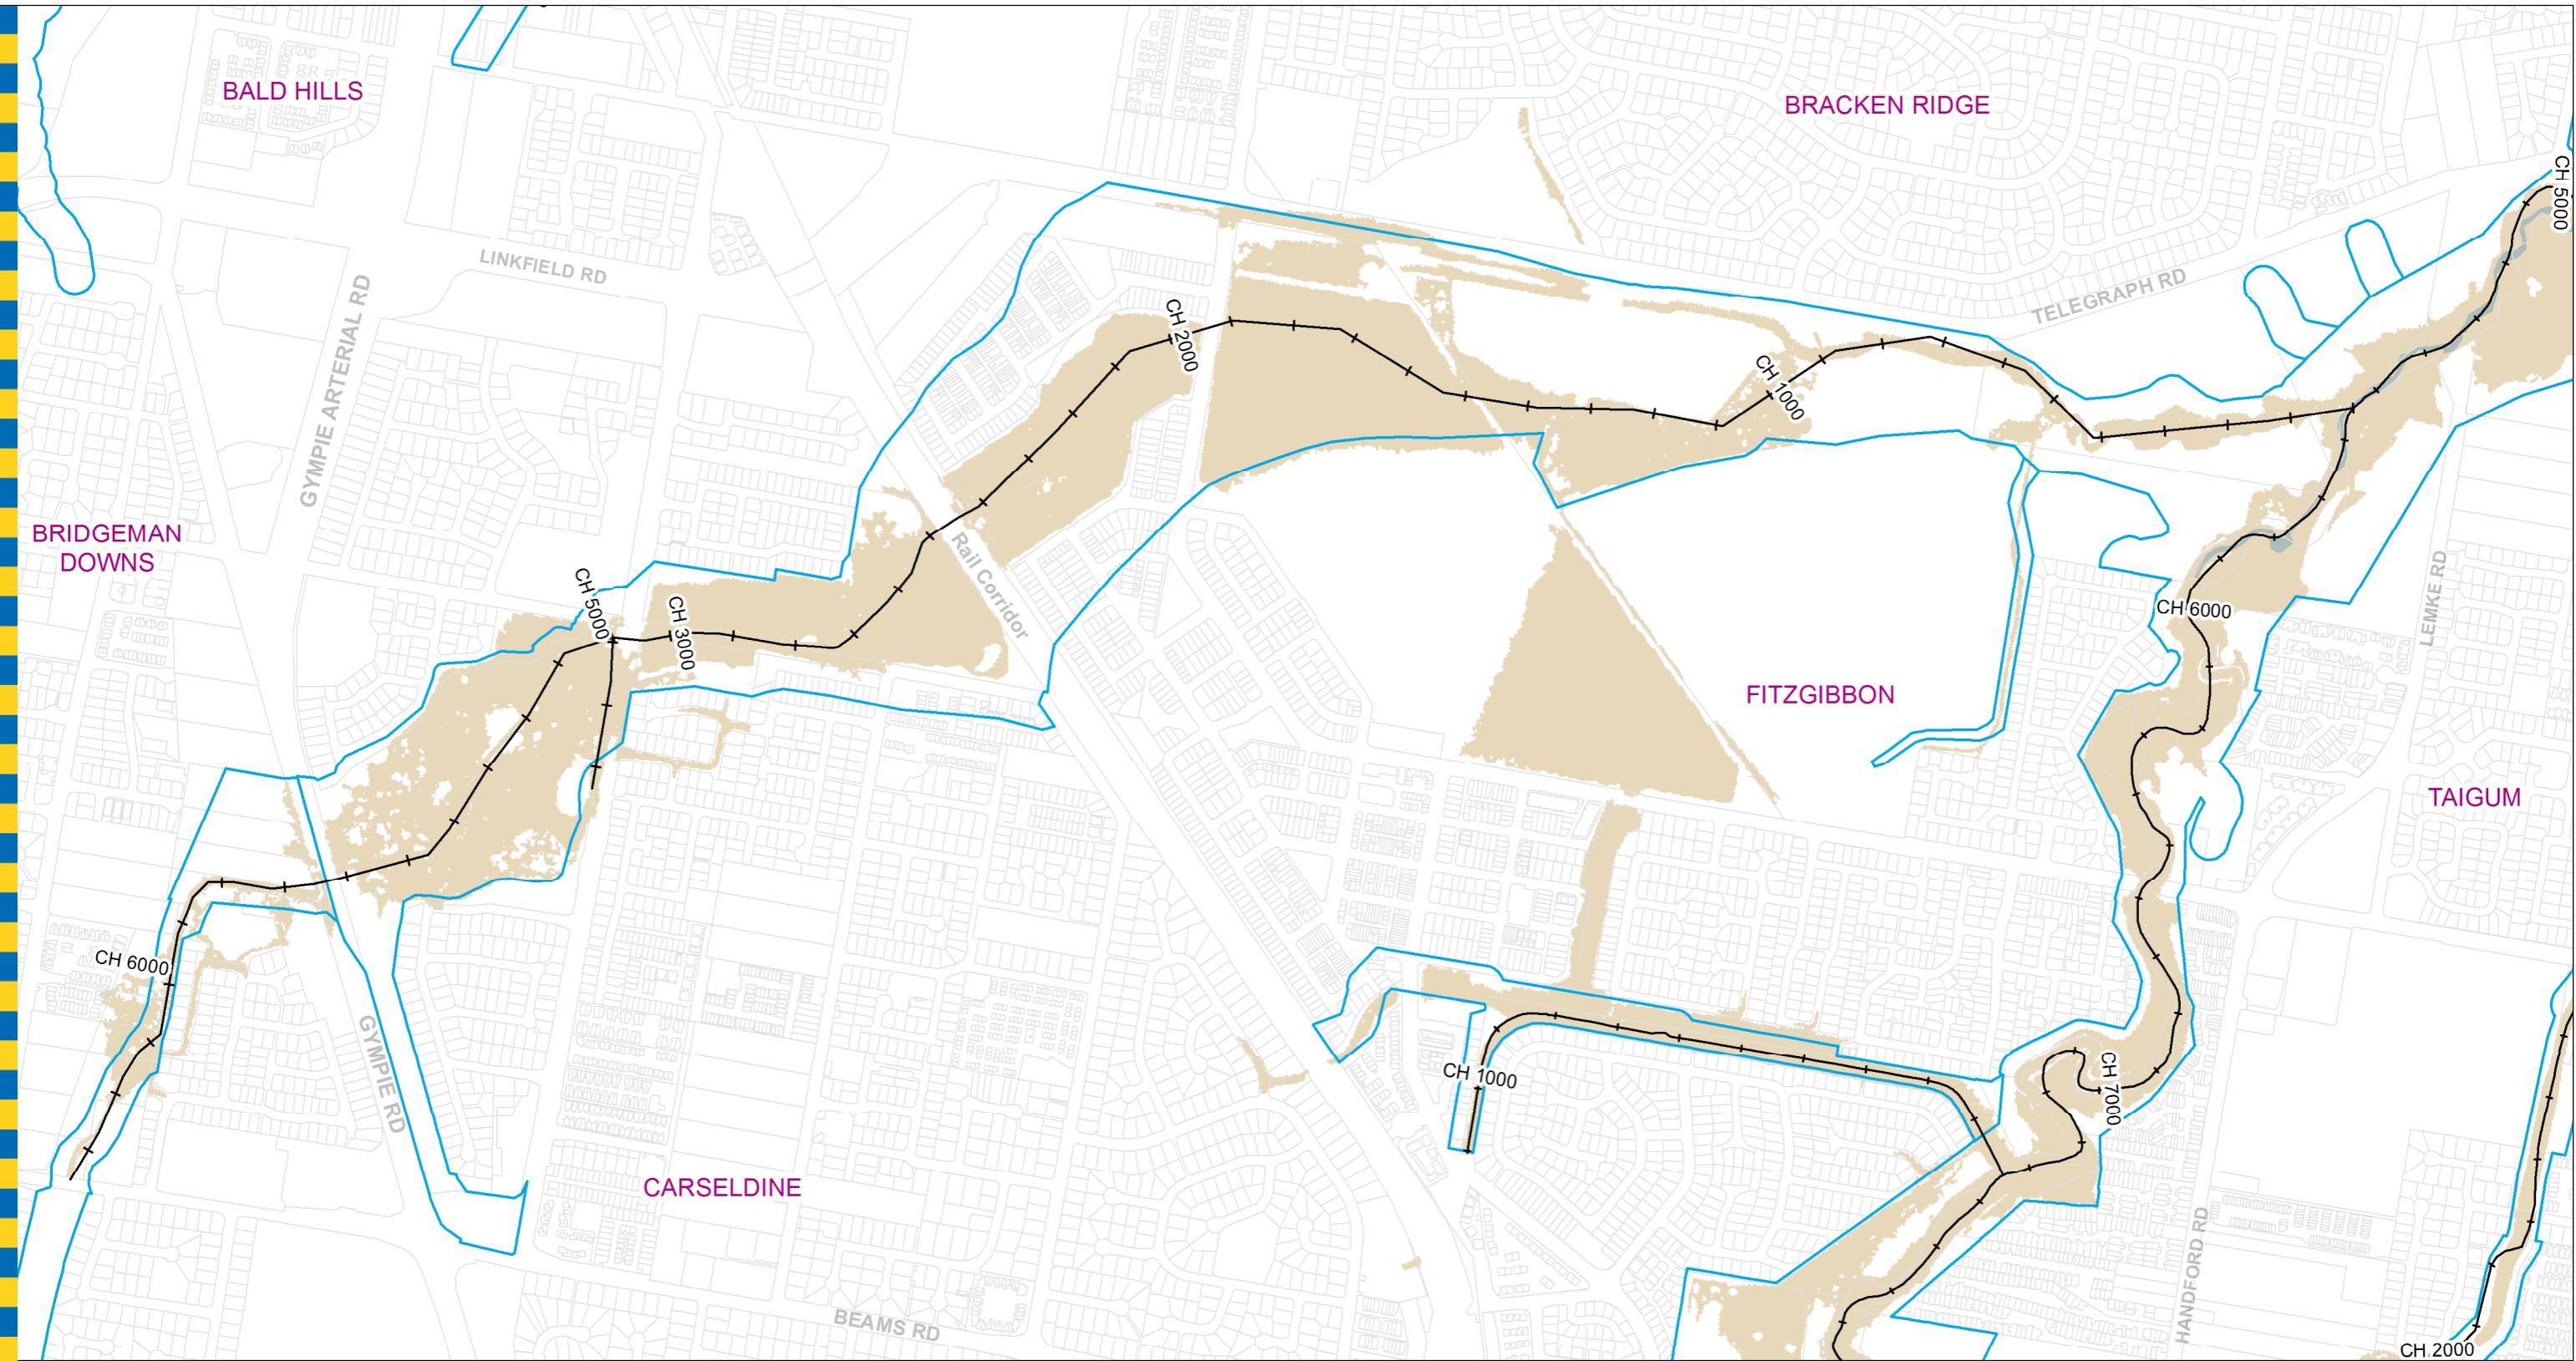 BALD HILLS
BRACKEN RIDGE
CH 5000
LINKFIELD RD
TELEGRAPH RD
GYMPIE ARTERIAL RD
CH 2000
CH 1000
BRIDGEMAN
DOWNS
Rail Corridor
CH 5000
CH 3000
LEMKE RD
CH 6000
FITZGIBBON
TAIGUM
CH 6000
GYMPIE RD
CH 1000
CH 7000
CARSELDINE
HANDFORD RD
BEAMS RD
CH 2000